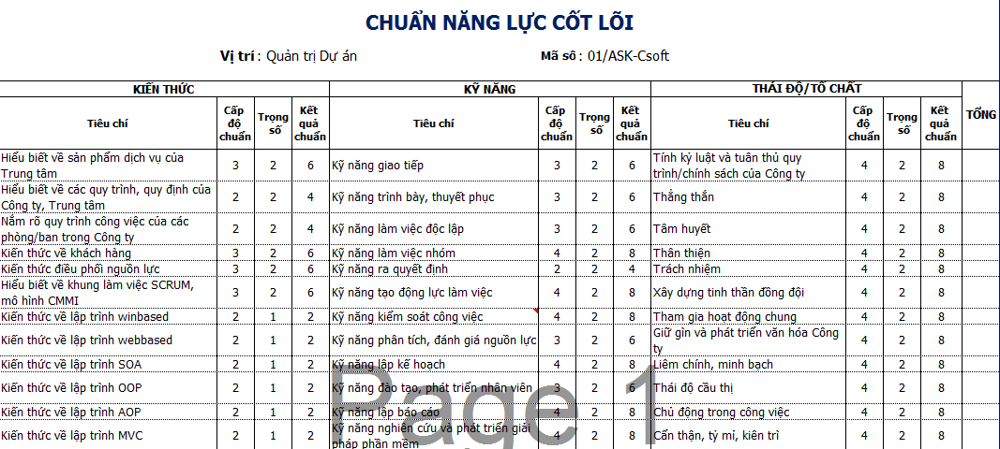 CHUẨN NĂNG LỰC CỐT LÕI
Vị trí : Quản trị Dự án Mã số : 01/ASK-Csoft
KIẾN THỨC KỸ NĂNG THÁI ĐỘ/TỐ CHẤT TỔNG
Tiêu chí Cấp độ chuẩn Trọng số Kết quả chuẩn Tiêu chí Cấp độ chuẩn Trọng số Kết quả chuẩn Tiêu chí Cấp độ chuẩn Trọng số Kết quả chuẩn
Hiểu biết về sản phẩm dịch vụ của Trung tâm 3 2 6 Kỹ năng giao tiếp 3 2 6 Tính kỷ luật và tuân thủ quy trình/chính sách của Công ty 4 2 8
Hiểu biết về các quy trình, quy định của Công ty, Trung tâm 2 2 4 Kỹ năng trình bày, thuyết phục 3 2 6 Thẳng thắn 4 2 8
Nắm rõ quy trình công việc của các phòng/ban trong Công ty 2 2 4 Kỹ năng làm việc độc lập 3 2 6 Tâm huyết 4 2 8
Kiến thức về khách hàng 3 2 6 Kỹ năng làm việc nhóm 4 2 8 Thân thiện 4 2 8
Kiến thức điều phối nguồn lực 3 2 6 Kỹ năng ra quyết định 2 2 4 Trách nhiệm 4 2 8
Hiểu biết về khung làm việc SCRUM, mô hình CMMI 3 2 6 Kỹ năng tạo động lực làm việc 4 2 8 Xây dựng tinh thần đồng đội 4 2 8
Kiến thức về lập trình winbased 2 1 2 Kỹ năng kiểm soát công việc 4 2 8 Tham gia hoạt động chung 4 2 8
Kiến thức về lập trình webbased 2 1 2 Kỹ năng phân tích, đánh giá nguồn lực 3 2 6 Giữ gìn và phát triển văn hóa Công ty 4 2 8
Kiến thức về lập trình SOA 2 1 2 Kỹ năng lập kế hoạch 4 2 8 Liêm chính, minh bạch 4 2 8
Kiến thức về lập trình OOP 2 1 2 Kỹ năng đào tạo, phát triển nhân viên 3 2 6 Thái độ cầu thị 4 2 8
Kiến thức về lập trình AOP 2 1 2 Kỹ năng lập báo cáo 4 2 8 Chủ động trong công việc 4 2 8
Kiến thức về lập trình MVC 2 1 2 Kỹ năng nghiên cứu và phát triển giải pháp phần mềm 4 2 8 Cẩn thận, tỷ mỉ, kiên trì 4 2 8
Page 1